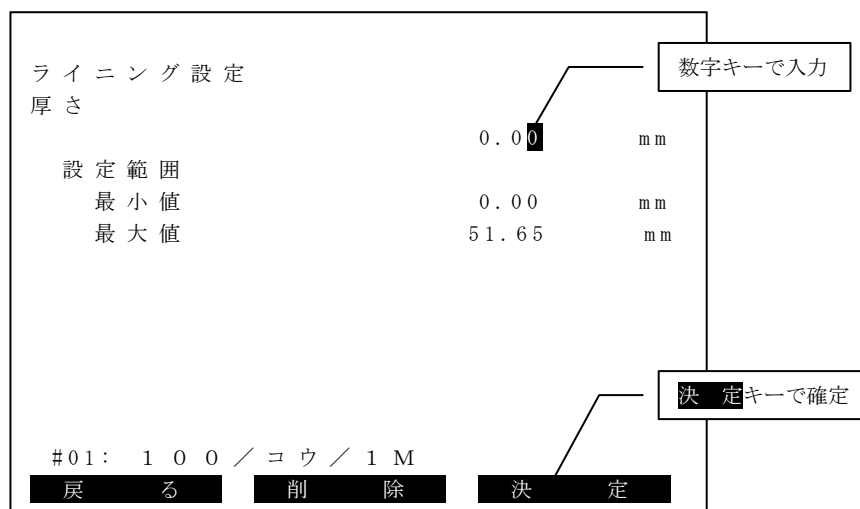 ライニング設定
数字キーで入力
厚さ
0.00 mm
設定範囲
最小値 0.00 mm
最大値 51.65 mm
決 定キーで確定
#01: 100/コウ/1M
戻 る 削 除 決 定